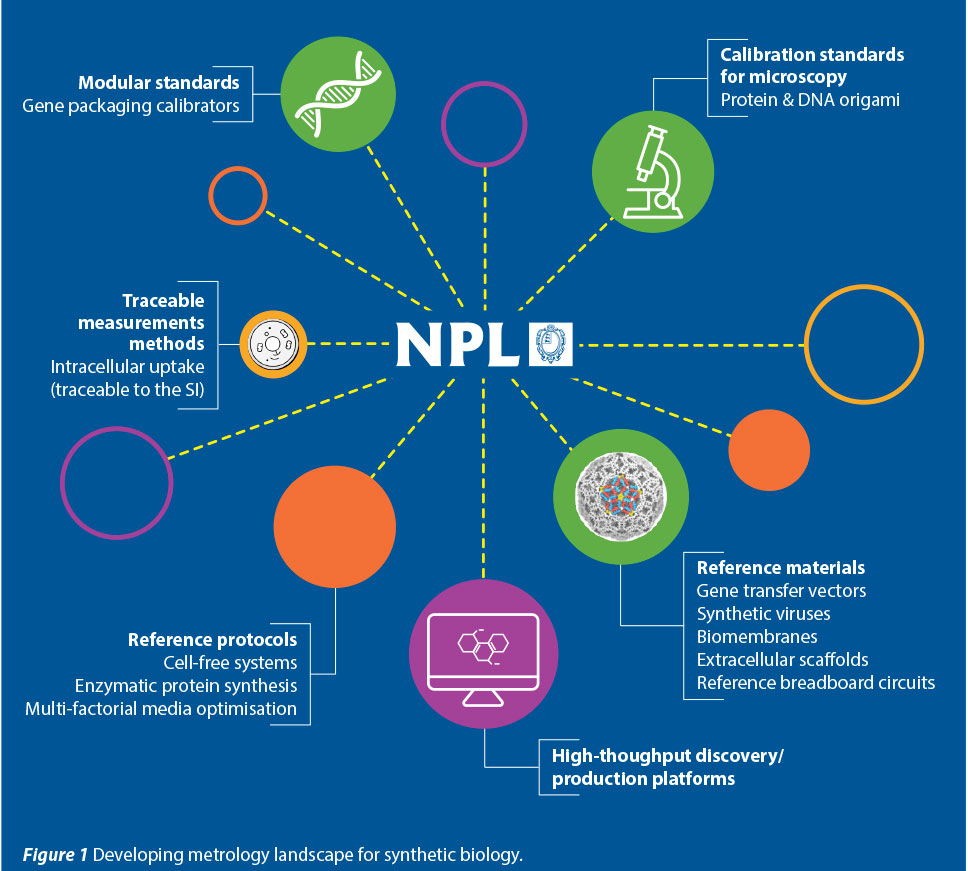 Modular standards
Gene packaging calibrators
Calibration standards
for microscopy
Protein & DNA origami
Traceable
measurements
methods
Intracellular uptake
(traceable to the SI)
NPL
Reference protocols
Cell-free systems
Enzymatic protein synthesis
Multi-factorial media optimisation
Reference materials
Gene transfer vectors
Synthetic viruses
Biomembranes
Extracellular scaffolds
Reference breadboard circuits
High-thoughput discovery/
production platforms
Figure 1 Developing metrology landscape for synthetic biology.